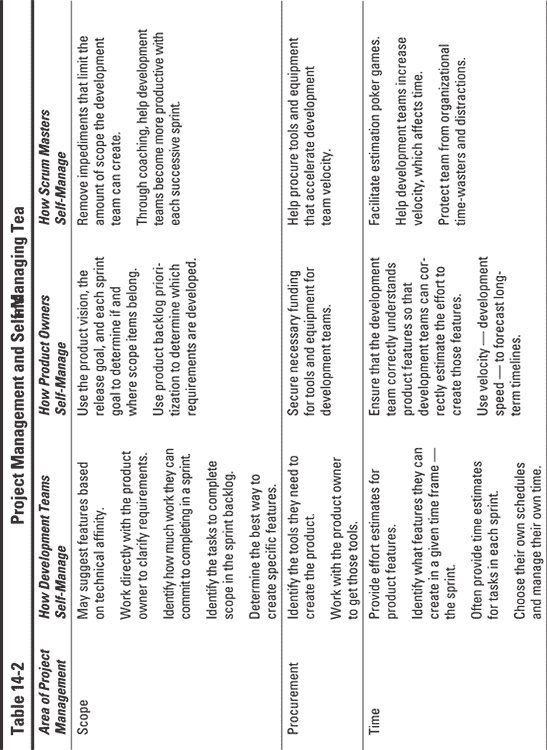 Table 14-2 Project Management and Self-Managing Tea
Area of Project
Management
How Development Teams
Self-Manage
How Product Owners
Self-Manage
How Scrum Masters
Self-Manage
Scope
May suggest features based
on technical affinity.
Work directly with the product
owner to clarify requirements.
Identify how much work they can
commit to completing in a sprint.
Identify the tasks to complete
scope in the sprint backlog.
Determine the best way to
create specific features.
Use the product vision, the
release goal, and each sprint
goal to determine if and
where scope items belong.
Use product backlog priori-
tization to determine which
requirements are developed.
Remove impediments that limit the
amount of scope the development
team can create.
Through coaching, help development
teams become more productive with
each successive sprint.
Procurement
Identify the tools they need to
create the product.
Work with the product owner
to get those tools.
Secure necessary funding
for tools and equipment for
development teams.
Help procure tools and equipment
that accelerate development
team velocity.
Time
Provide effort estimates for
product features.
Identify what features they can
create in a given time frame —
the sprint.
Often provide time estimates
for tasks in each sprint.
Choose their own schedules
and manage their own time.
Ensure that the development
team correctly understands
product features so that
development teams can cor-
rectly estimate the effort to
create those features.
Use velocity — development
speed — to forecast long-
term timelines.
Facilitate estimation poker games.
Help development teams increase
velocity, which affects time.
Protect team from organizational
time-wasters and distractions.